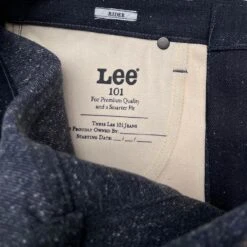 RIDER
Lee
101
For Premium Quality
and a Smarter Fit
These Lee 101 Jeans
Proudly Owned By:
Starting Date: / /